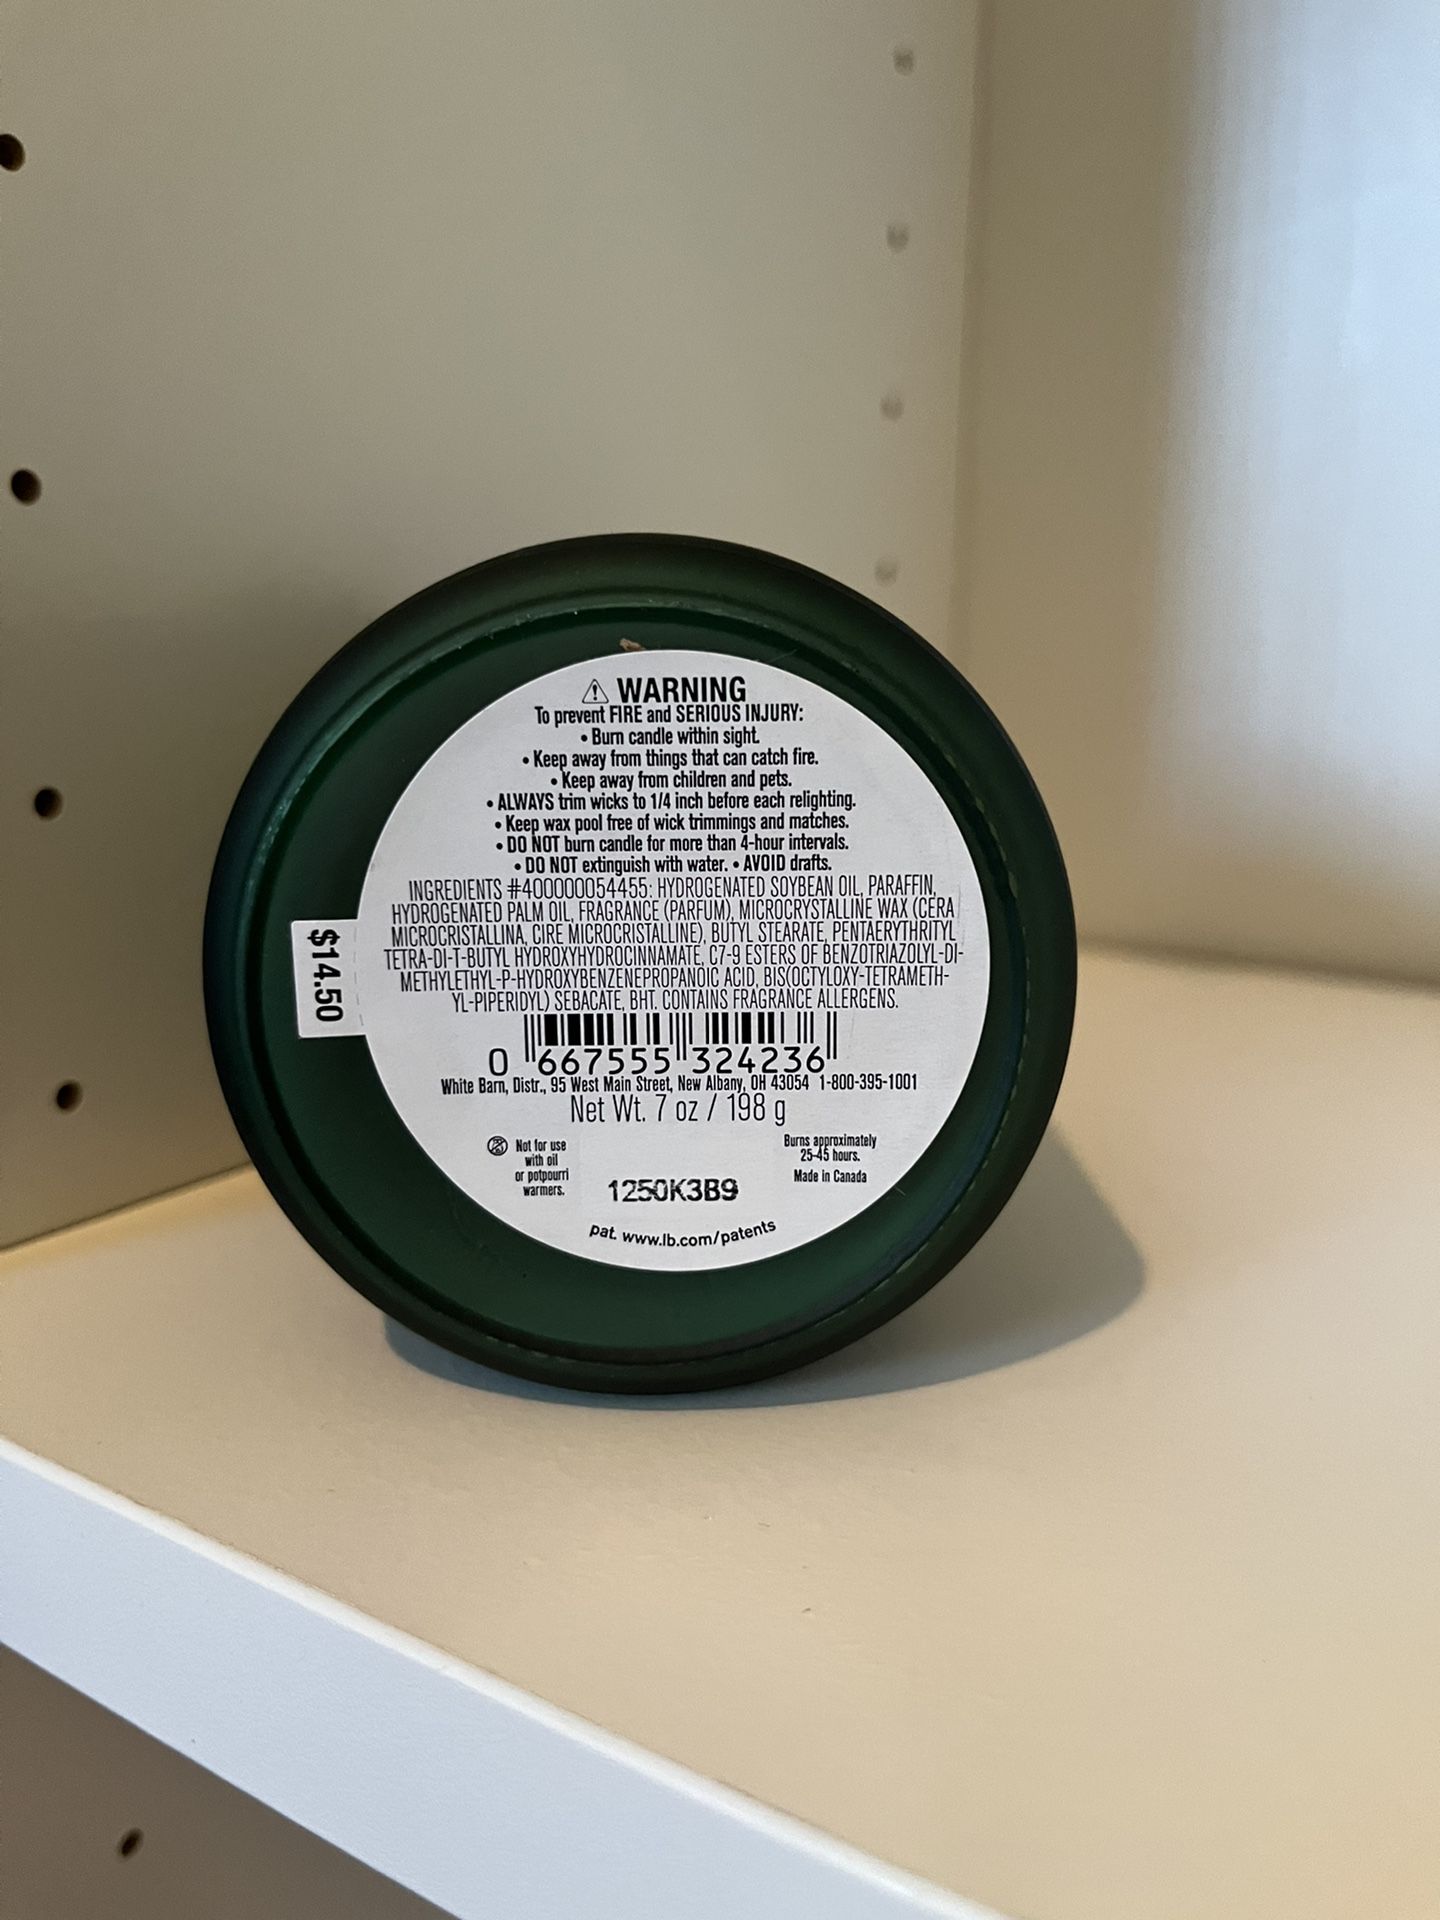 ⚠ WARNING
To prevent FIRE and SERIOUS INJURY:
• Burn candle within sight.
• Keep away from things that can catch fire.
• Keep away from children and pets.
• ALWAYS trim wicks to 1/4 inch before each relighting.
• Keep wax pool free of wick trimmings and matches.
• DO NOT burn candle for more than 4-hour intervals.
• DO NOT extinguish with water. • AVOID drafts.
INGREDIENTS #400000054455: HYDROGENATED SOYBEAN OIL, PARAFFIN,
HYDROGENATED PALM OIL, FRAGRANCE (PARFUM), MICROCRYSTALLINE WAX (CERA
MICROCRISTALLINA, CIRE MICROCRISTALLINE), BUTYL STEARATE, PENTAERYTHRITYL
TETRA-DI-T-BUTYL HYDROXYHYDROCINNAMATE, C7-9 ESTERS OF BENZOTRIAZOLYL-DI-
METHYLETHYL-P-HYDROXYBENZENEPROPANOIC ACID, BIS(OCTYLOXY-TETRAMETH-
YL-PIPERIDYL) SEBACATE, BHT. CONTAINS FRAGRANCE ALLERGENS.
$14.50
0 667555 324236
White Barn, Distr., 95 West Main Street, New Albany, OH 43054 1-800-395-1001
Net Wt. 7 oz / 198 g
Not for use
with oil
or potpourri
warmers.
Burns approximately
25-45 hours.
Made in Canada
1250K3B9
pat. www.lb.com/patents